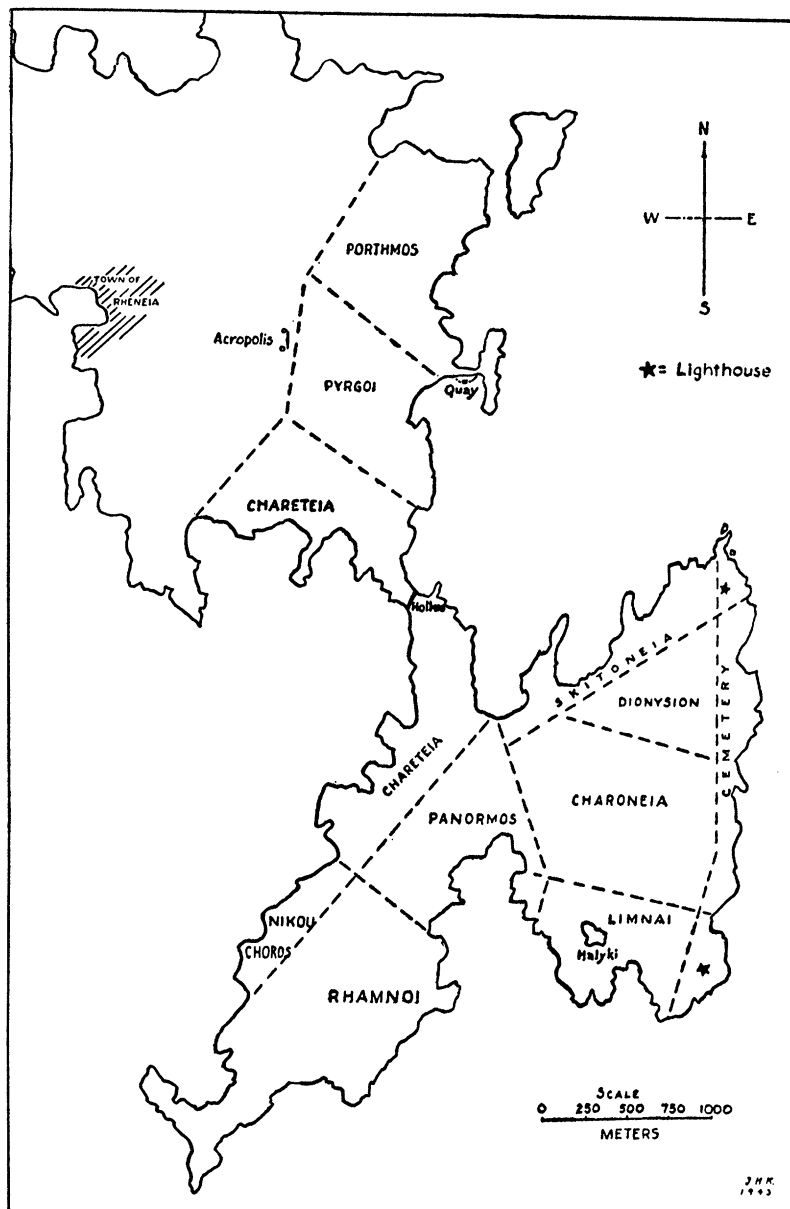 N
PORTHMOS
W E
TOWN OF
RHENEIA
S
Acropolis
PYRGOI
★= Lighthouse
Quay
CHARETEIA
SKITONEIA
DIONYSION
CEMETERY
CHARETEIA
CHARONEIA
PANORMOS
NIKOU
CHOROS
LIMNAI
Halyki
RHAMNOI
SCALE
0 250 500 750 1000
METERS
J.H.K.
1943